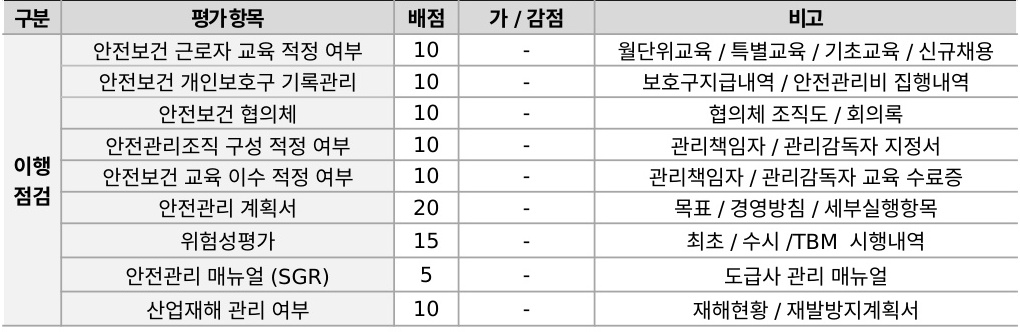 구분 평가항목 배점 가 / 감점 비고
이행 점검
안전보건 근로자 교육 적정 여부 10 - 월단위교육 / 특별교육 / 기초교육 / 신규채용
안전보건 개인보호구 기록관리 10 - 보호구지급내역 / 안전관리비 집행내역
안전보건 협의체 10 - 협의체 조직도 / 회의록
안전관리조직 구성 적정 여부 10 - 관리책임자 / 관리감독자 지정서
안전보건 교육 이수 적정 여부 10 - 관리책임자 / 관리감독자 교육 수료증
안전관리 계획서 20 - 목표 / 경영방침 / 세부실행항목
위험성평가 15 - 최초 / 수시 /TBM 시행내역
안전관리 매뉴얼 (SGR) 5 - 도급사 관리 매뉴얼
산업재해 관리 여부 10 - 재해현황 / 재발방지계획서